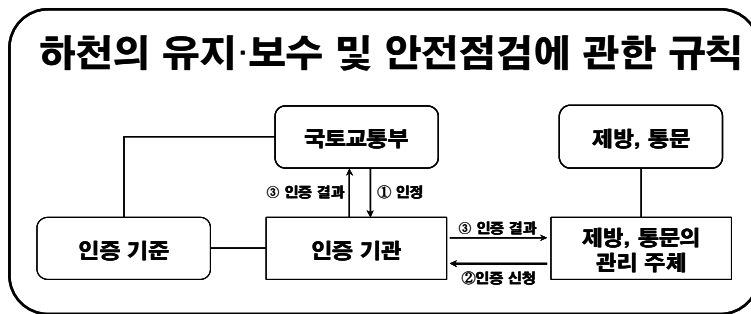 하천의 유지·보수 및 안전점검에 관한 규칙
국토교통부
제방, 통문
③ 인증 결과
① 인정
인증 기준
인증 기관
③ 인증 결과
②인증 신청
제방, 통문의
관리 주체